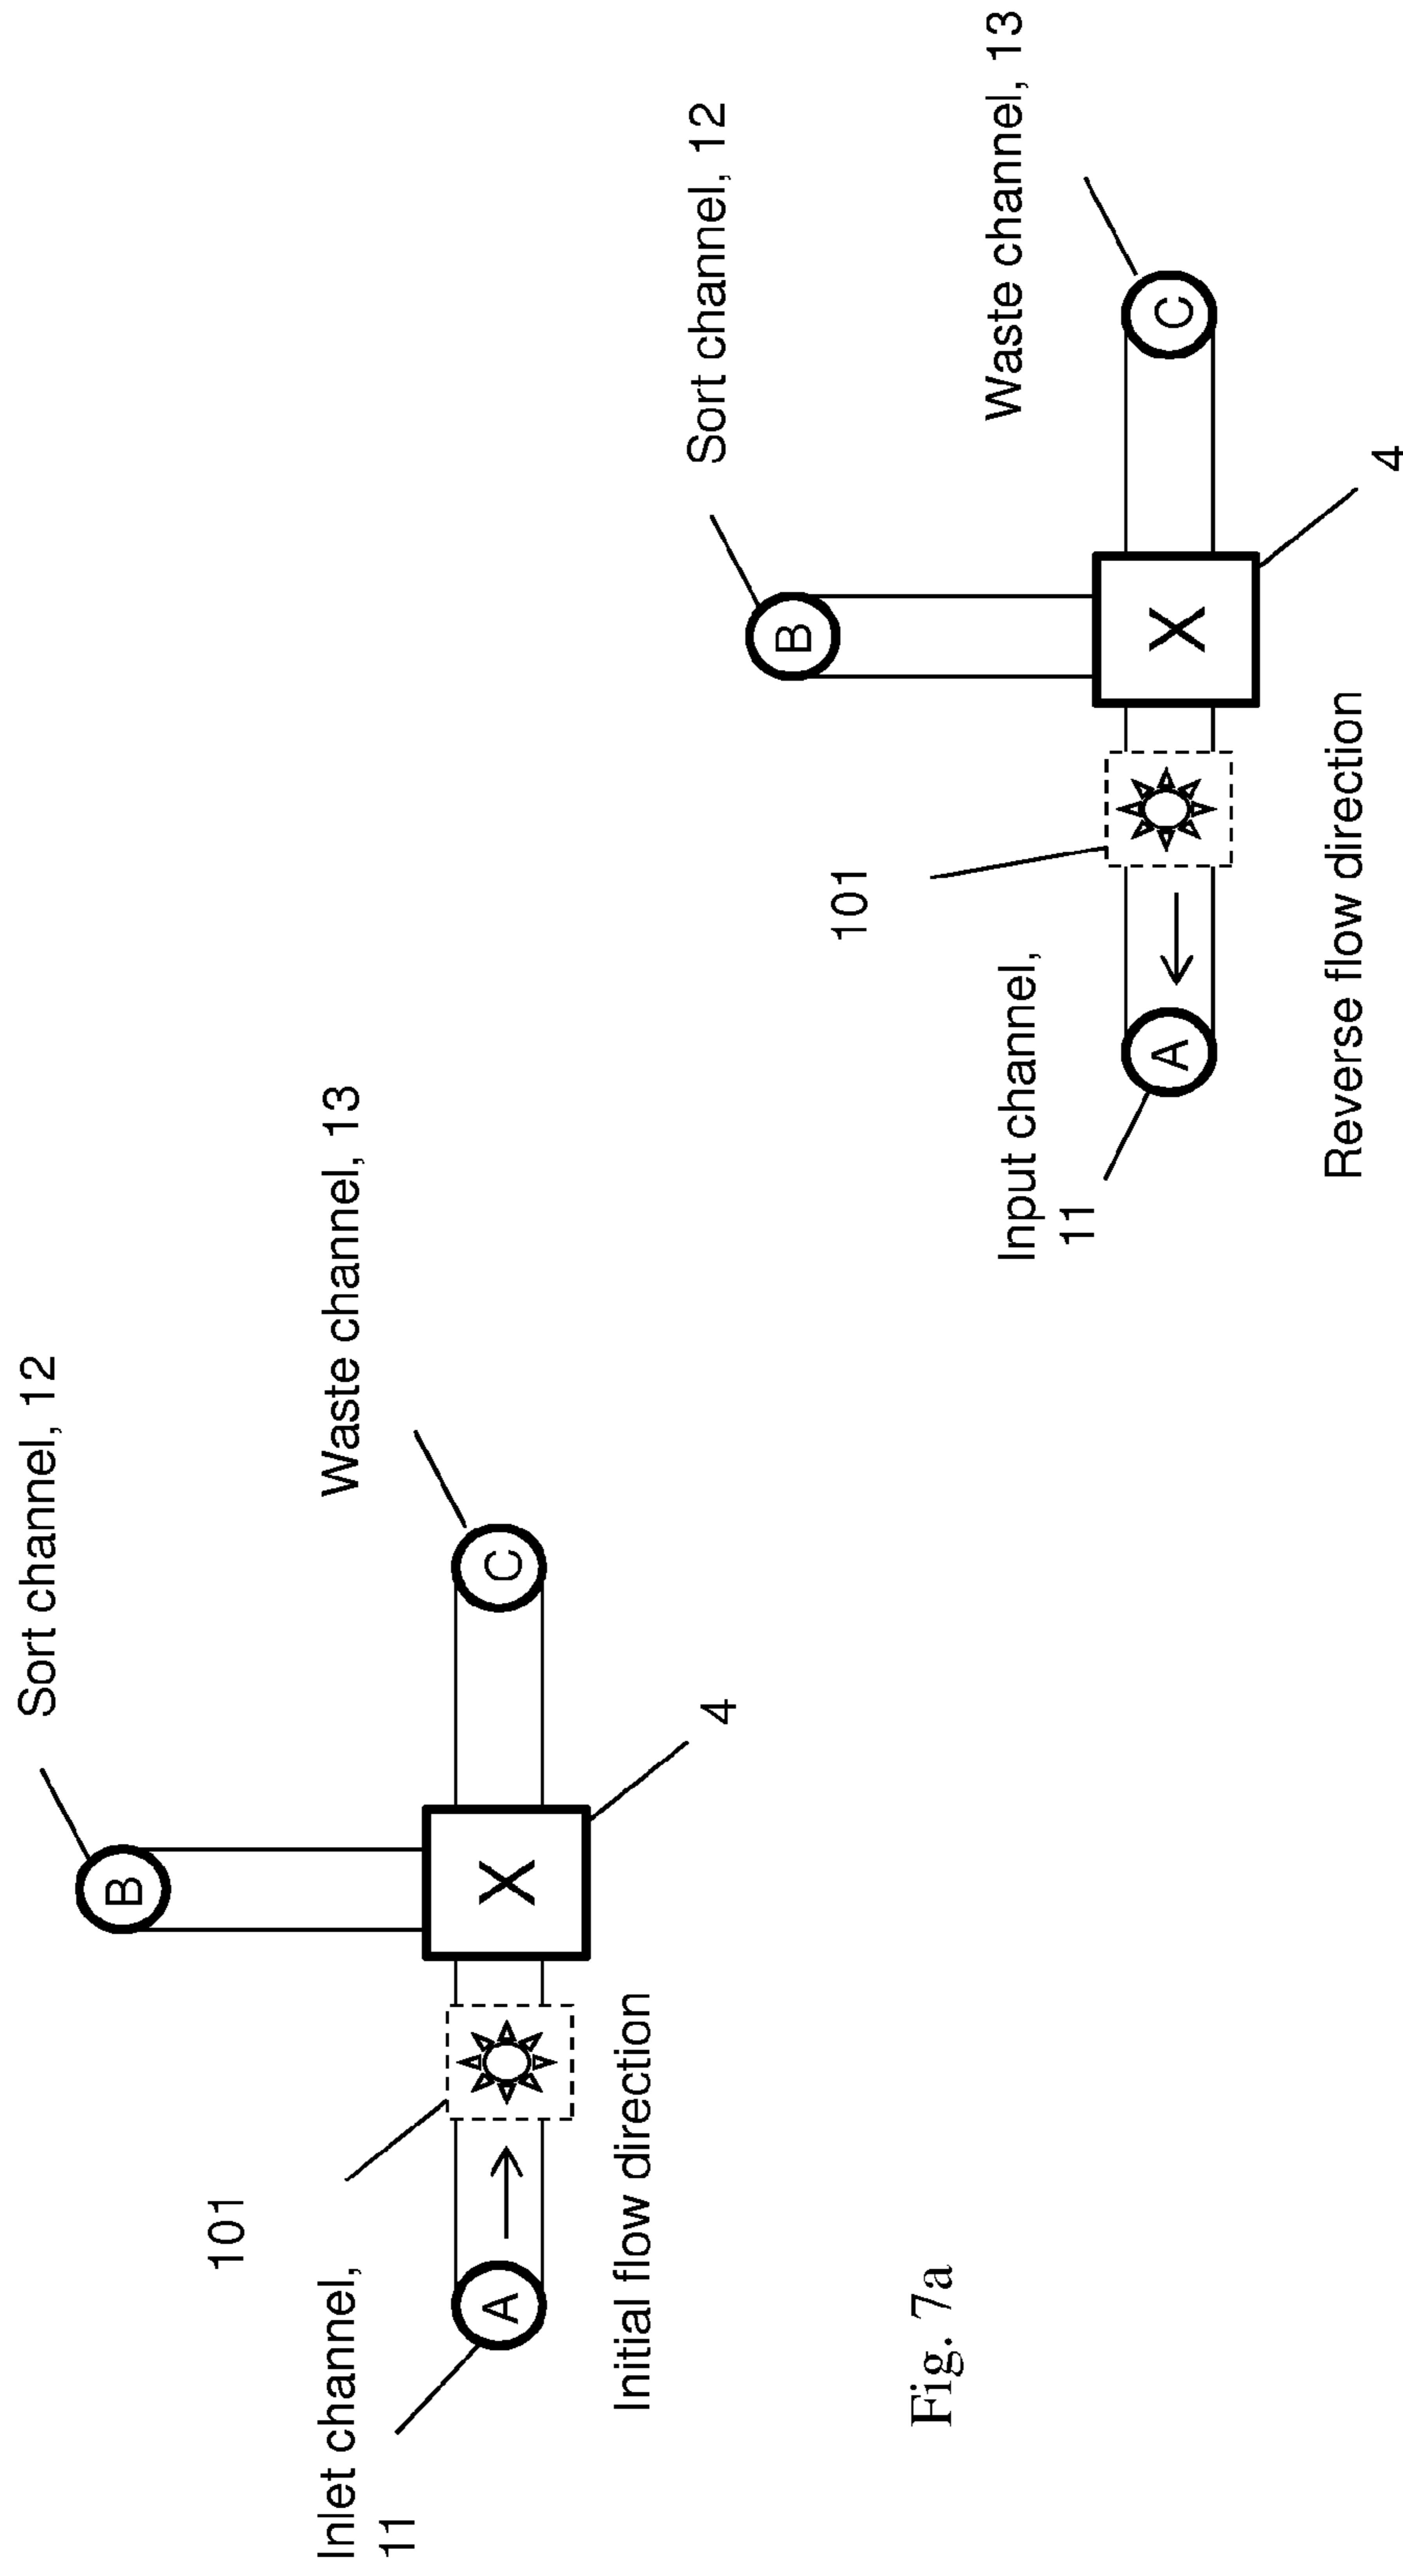 Sort channel, 12
B
Waste channel, 13
101
Inlet channel,
11
A
X
C
4
Initial flow direction
Sort channel, 12
B
Waste channel, 13
101
Input channel,
11
A
X
C
4
Reverse flow direction
Fig. 7a